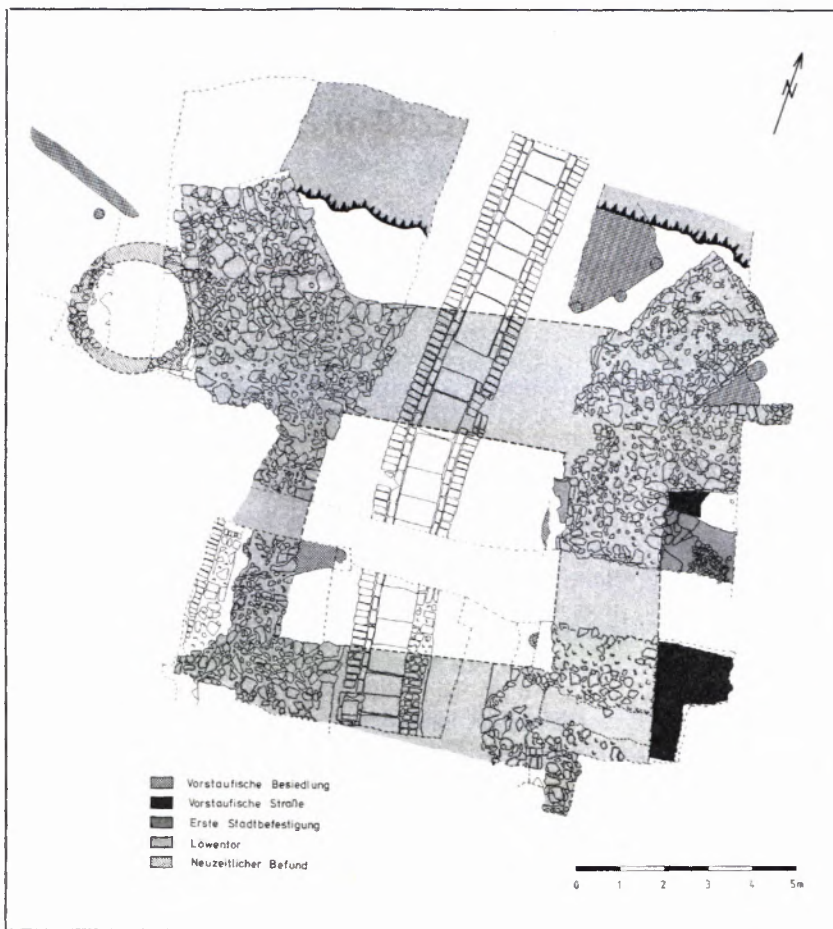 N
Vorstaufische Besiedlung
Vorstaufische Straße
Erste Stadtbefestigung
Löwentor
Neuzeitlicher Befund
0 1 2 3 4 5m